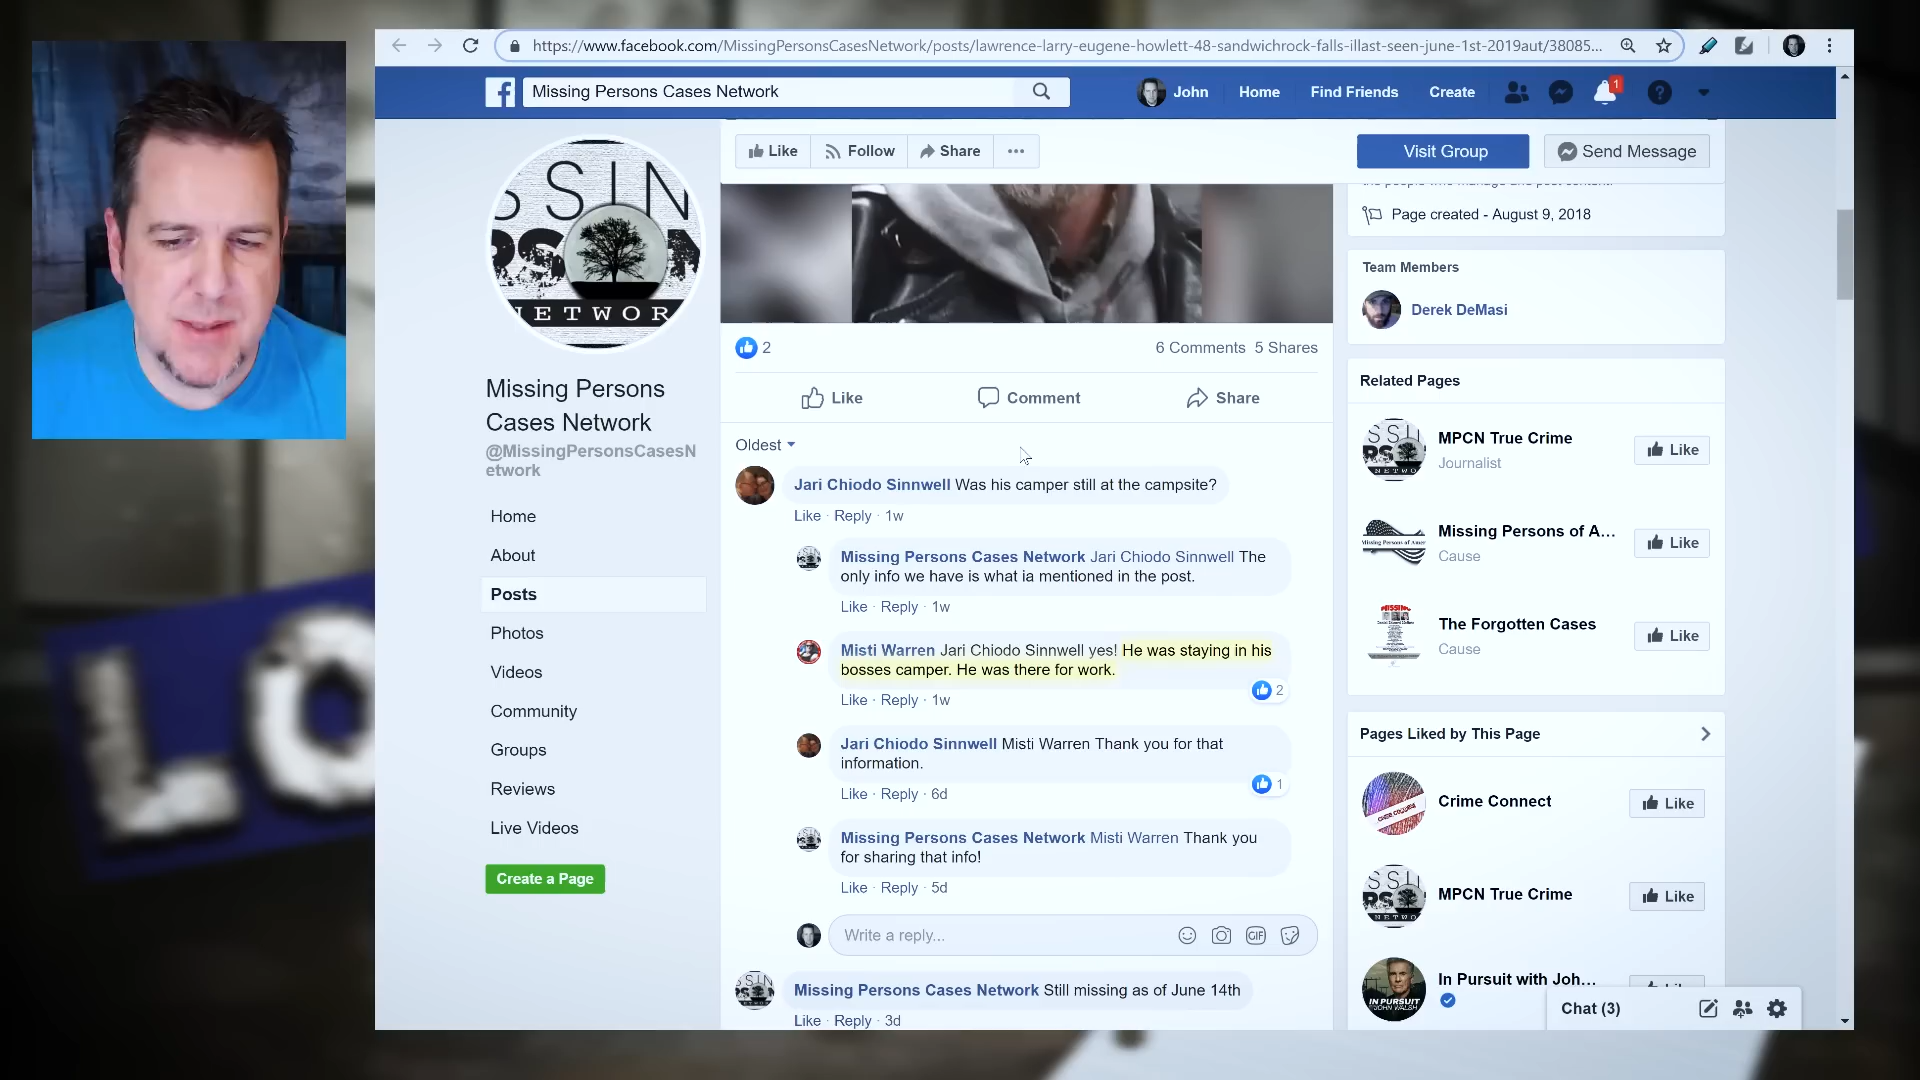 https://www.facebook.com/MissingPersonsCasesNetwork/posts/lawrence-larry-eugene-howlett-48-sandwichrock-falls-illast-seen-june-1st-2019aut/38085...
Missing Persons Cases Network
John
Home
Find Friends
Create
1
Like
Follow
Share
Visit Group
Send Message
SSIN
NETWOR
Page created - August 9, 2018
Team Members
Derek DeMasi
2
6 Comments 5 Shares
Missing Persons
Cases Network
@MissingPersonsCasesN
etwork
Related Pages
Like
Comment
Share
Oldest
Jari Chiodo Sinnwell Was his camper still at the campsite?
Like · Reply · 1w
Missing Persons Cases Network Jari Chiodo Sinnwell The
only info we have is what ia mentioned in the post.
Like · Reply · 1w
Misti Warren Jari Chiodo Sinnwell yes! He was staying in his
bosses camper. He was there for work.
2
Like · Reply · 1w
Jari Chiodo Sinnwell Misti Warren Thank you for that
information.
1
Like · Reply · 6d
Missing Persons Cases Network Misti Warren Thank you
for sharing that info!
Like · Reply · 5d
Write a reply...
GIF
Missing Persons Cases Network Still missing as of June 14th
Like · Reply · 3d
Home
About
Posts
Photos
Videos
Community
Groups
Reviews
Live Videos
Create a Page
MPCN True Crime
Journalist
Like
Missing Persons of A...
Cause
Like
The Forgotten Cases
Cause
Like
Pages Liked by This Page
Crime Connect
Like
MPCN True Crime
Like
In Pursuit with Joh...
IN PURSUIT
Chat (3)
LO